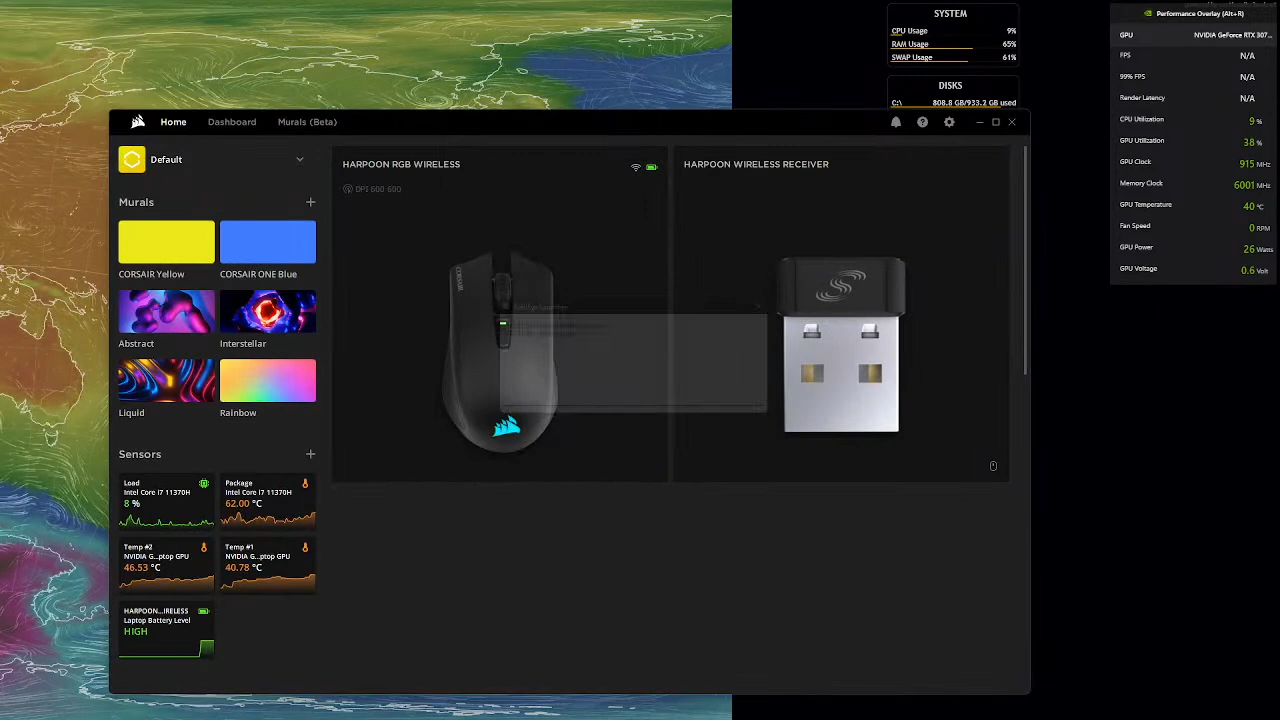 SYSTEM
CPU Usage 9%
RAM Usage 65%
SWAP Usage 61%
DISKS
C:\ 808.8 GB/933.2 GB used
Performance Overlay (Alt+R)
GPU NVIDIA GeForce RTX 307...
FPS N/A
99% FPS N/A
Render Latency N/A
CPU Utilization 9 %
GPU Utilization 38 %
GPU Clock 915 MHz
Memory Clock 6001 MHz
GPU Temperature 40 °C
Fan Speed 0 RPM
GPU Power 26 Watts
GPU Voltage 0.6 Volt
Home Dashboard Murals (Beta)
Default
Murals
CORSAIR Yellow
CORSAIR ONE Blue
Abstract
Interstellar
Liquid
Rainbow
Sensors
Load
Intel Core i7 11370H
8 %
Package
Intel Core i7 11370H
62.00 °C
Temp #2
NVIDIA G...ptop GPU
46.53 °C
Temp #1
NVIDIA G...ptop GPU
40.78 °C
HARPOON...IRELESS
Laptop Battery Level
HIGH
HARPOON RGB WIRELESS
DPI 600 600
CORSAIR
HARPOON WIRELESS RECEIVER